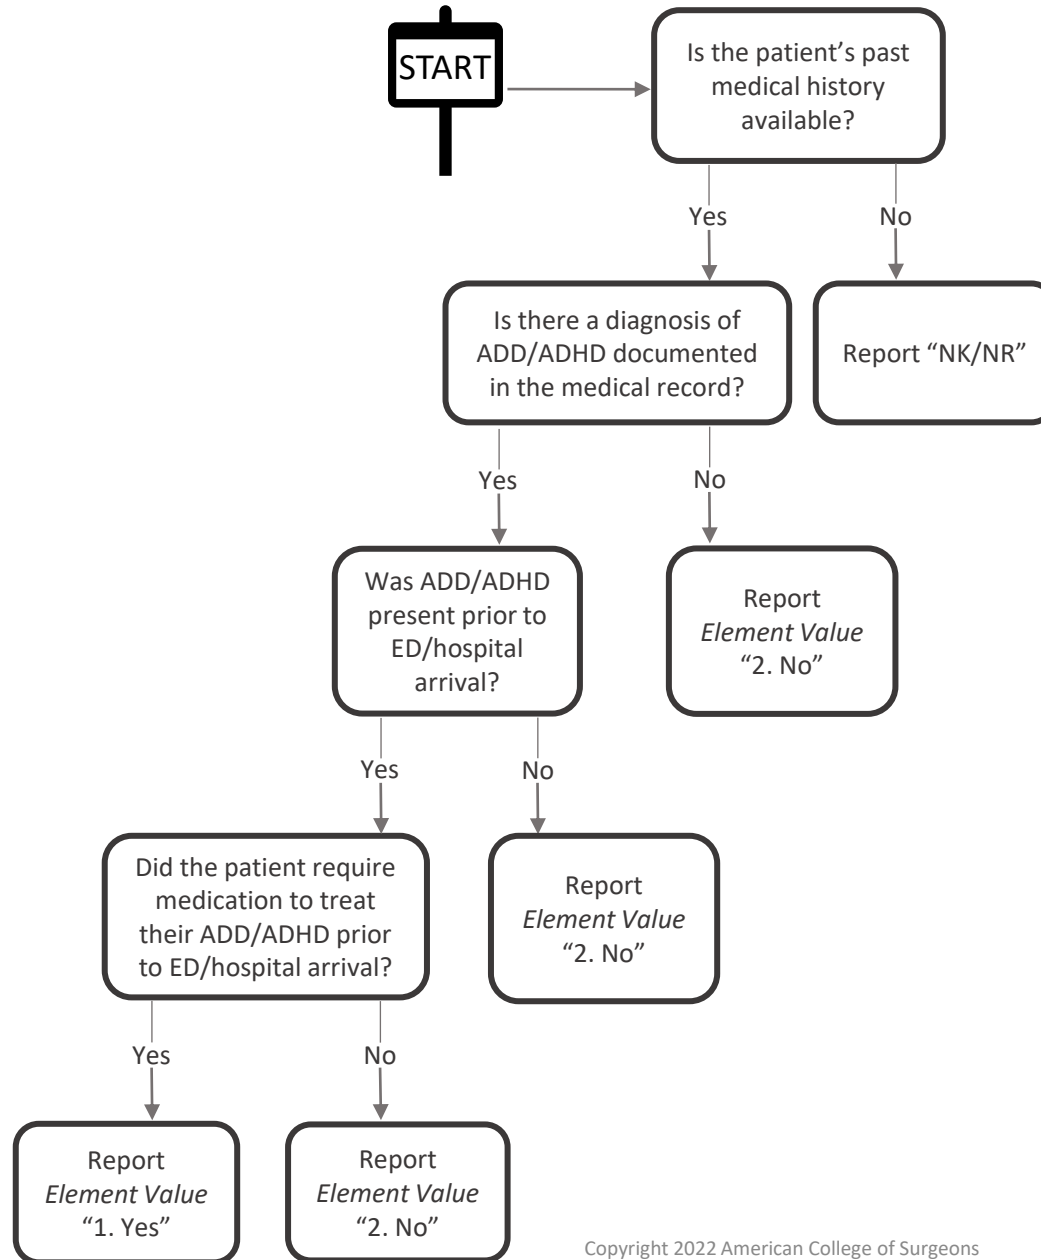 START
Is the patient’s past
medical history
available?
Yes
No
Is there a diagnosis of
ADD/ADHD documented
in the medical record?
Report “NK/NR”
Yes
No
Was ADD/ADHD
present prior to
ED/hospital
arrival?
Report
Element Value
“2. No”
Yes
No
Did the patient require
medication to treat
their ADD/ADHD prior
to ED/hospital arrival?
Report
Element Value
“2. No”
Yes
No
Report
Element Value
“1. Yes”
Report
Element Value
“2. No”
Copyright 2022 American College of Surgeons